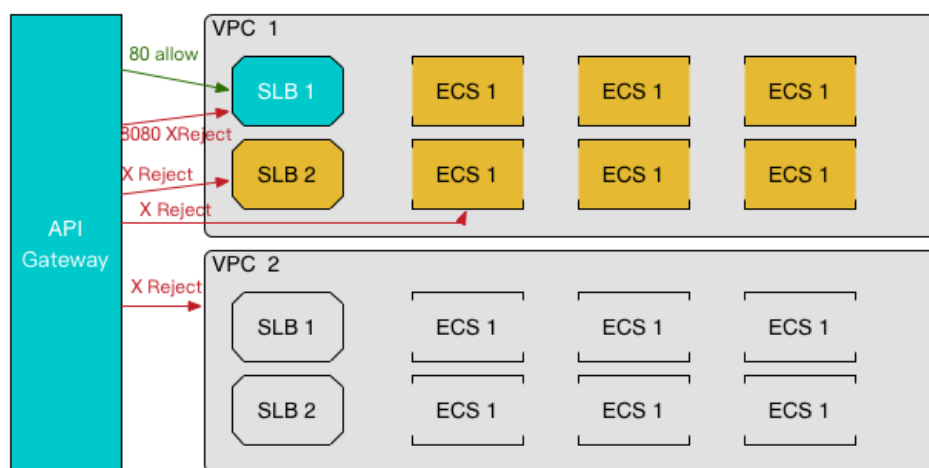 VPC 1
80 allow
SLB 1
ECS 1
ECS 1
ECS 1
8080 XReject
X Reject
SLB 2
ECS 1
ECS 1
ECS 1
X Reject
API
Gateway
VPC 2
X Reject
SLB 1
ECS 1
ECS 1
ECS 1
SLB 2
ECS 1
ECS 1
ECS 1